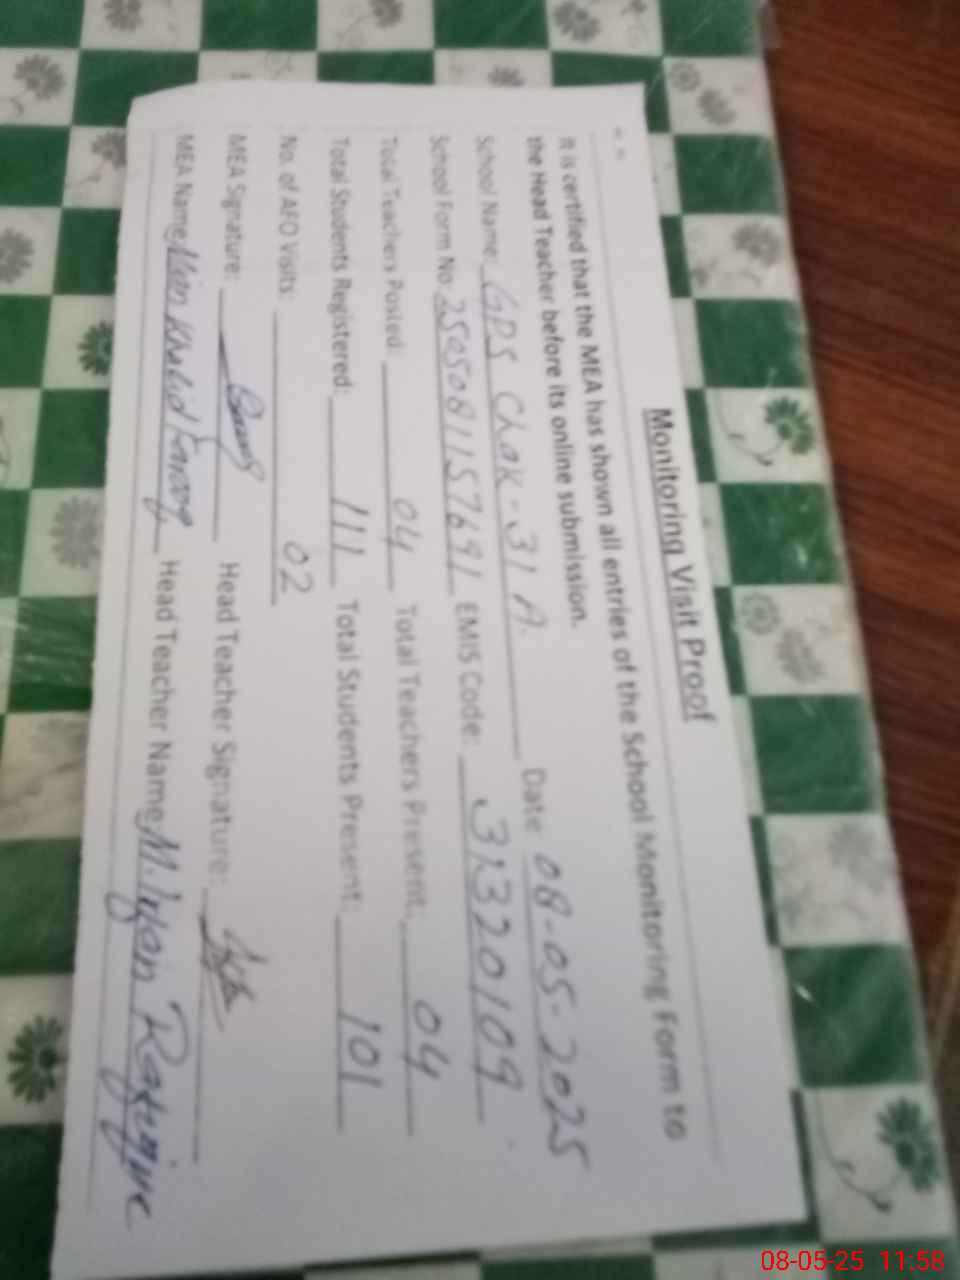 Monitoring Visit Proof
It is certified that the MEA has shown all entries of the School Monitoring Form to
the Head Teacher before its online submission.
School Name: GPS Chak-31 A. Date 08-05-2025
School Form No: 2505081157691 EMIS Code: 31320109
Total Teachers Posted: 04 Total Teachers Present: 04
Total Students Registered: 111 Total Students Present: 101
No. of AEO Visits: 02
MEA Signature: Head Teacher Signature:
MEA Name: Mian Khalid Farooq Head Teacher Name: M.
08-05-25 11:58